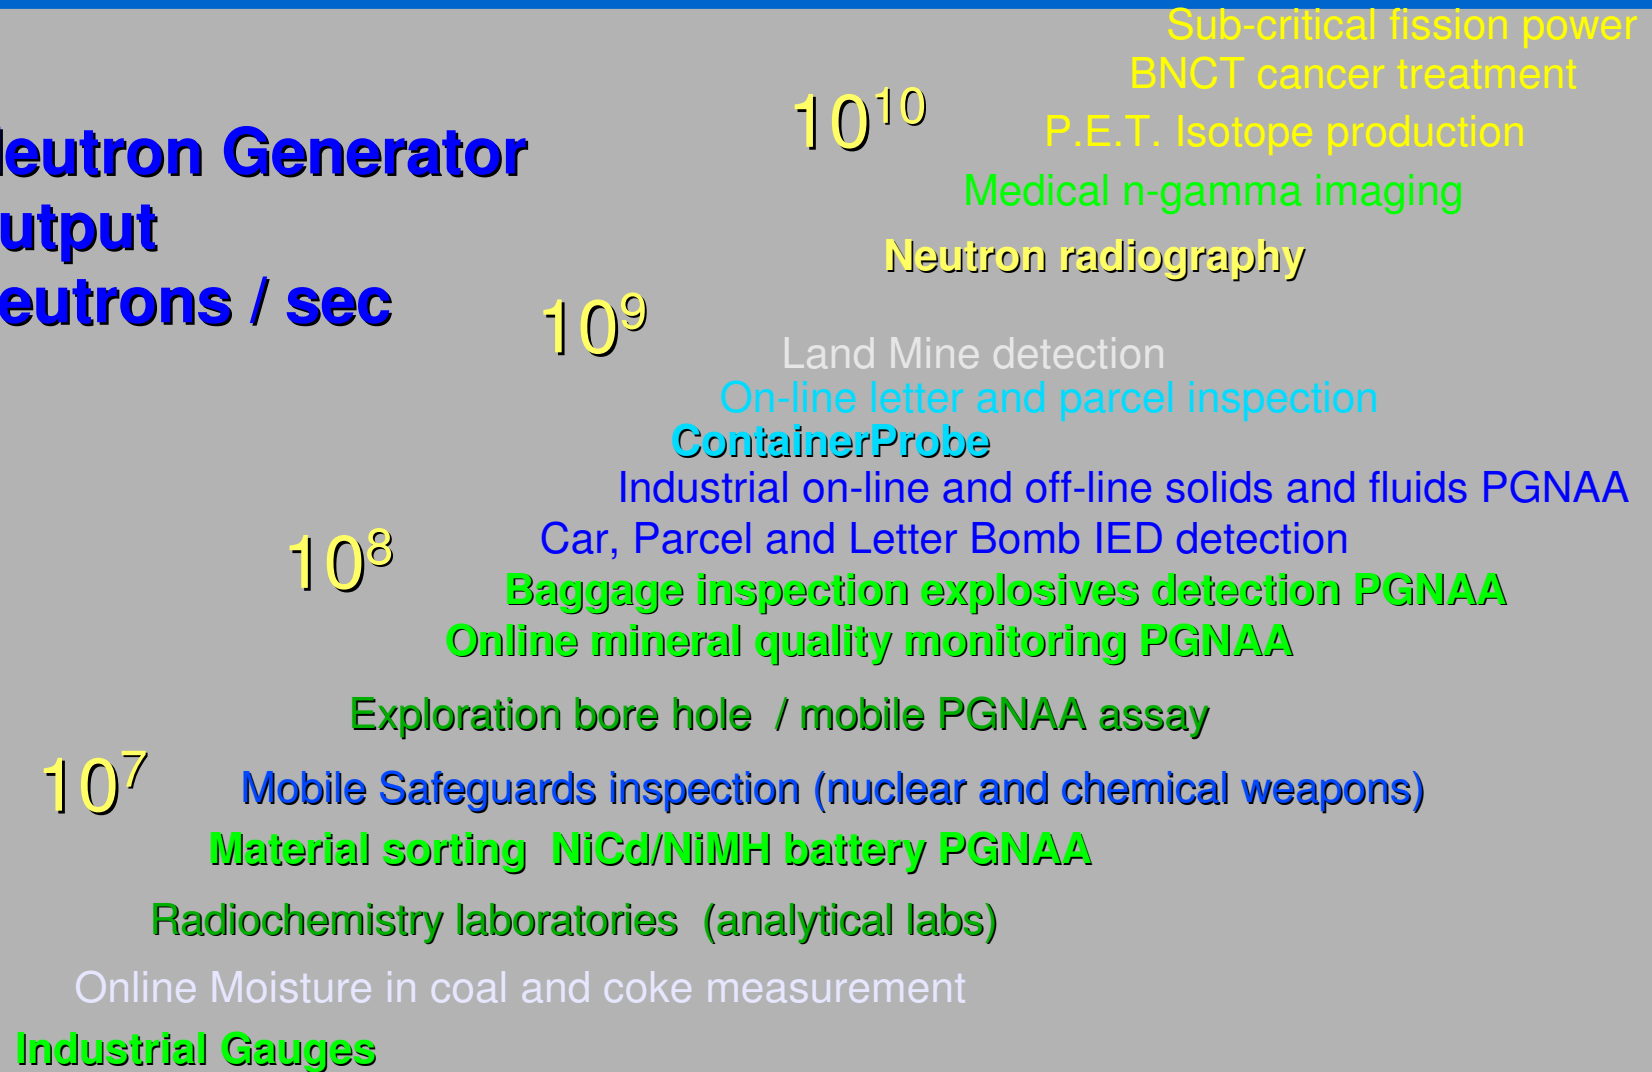 Sub-critical fission power
BNCT cancer treatment
10¹⁰
P.E.T. Isotope production
eutron Generator
Medical n-gamma imaging
utput
Neutron radiography
eutrons / sec
10⁹
Land Mine detection
On-line letter and parcel inspection
ContainerProbe
Industrial on-line and off-line solids and fluids PGNAA
Car, Parcel and Letter Bomb IED detection
10⁸
Baggage inspection explosives detection PGNAA
Online mineral quality monitoring PGNAA
Exploration bore hole / mobile PGNAA assay
10⁷
Mobile Safeguards inspection (nuclear and chemical weapons)
Material sorting NiCd/NiMH battery PGNAA
Radiochemistry laboratories (analytical labs)
Online Moisture in coal and coke measurement
Industrial Gauges